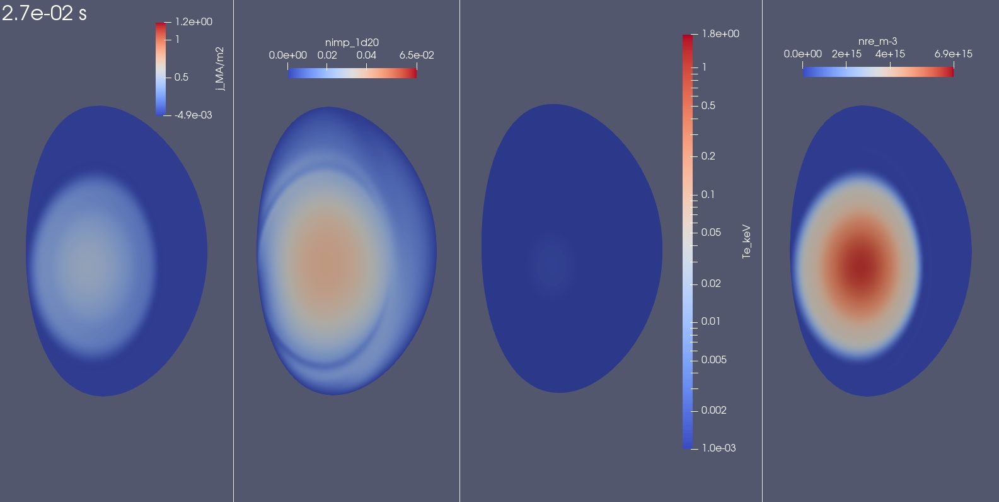 2.7e-02 s
1.2e+00
1
0.5
-4.9e-03
j_MA/m2
nimp_1d20
0.0e+00 0.02 0.04 6.5e-02
1.8e+00
1
0.5
0.2
0.1
0.05
0.02
0.01
0.005
0.002
1.0e-03
Te_keV
nre_m-3
0.0e+00 2e+15 4e+15 6.9e+15